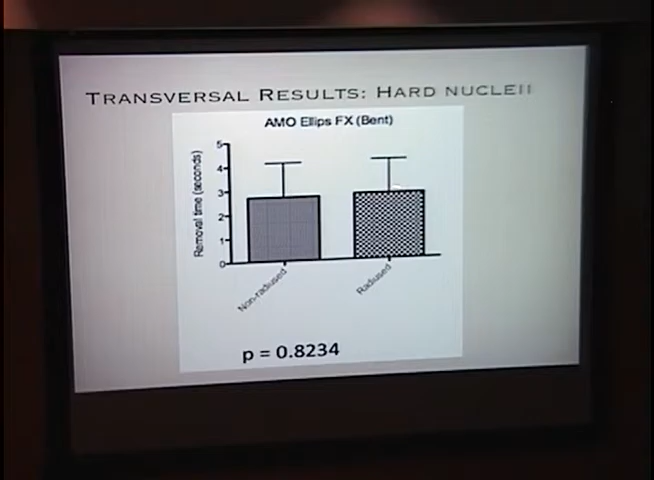 TRANSVERSAL RESULTS: HARD NUCLEII
AMO Ellips FX (Bent)
Removal time (seconds)
5
4
3
2
1
0
Non-radiused
Radiused
p = 0.8234